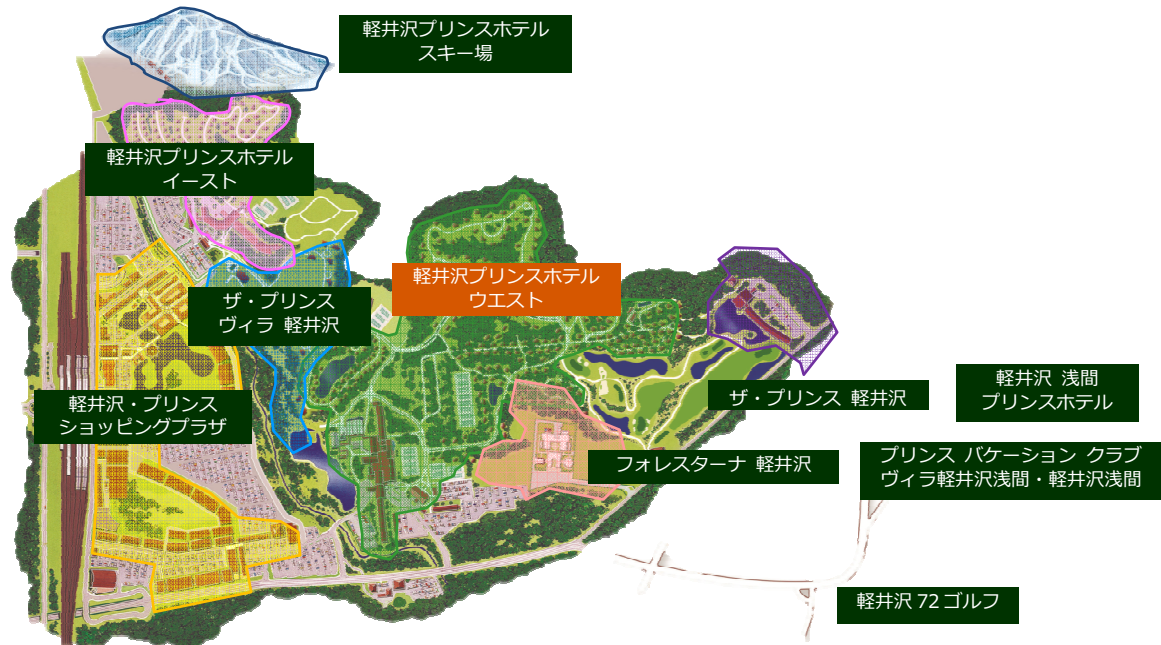 軽井沢プリンスホテル
スキー場
軽井沢プリンスホテル
イースト
軽井沢プリンスホテル
ウエスト
ザ・プリンス
ヴィラ 軽井沢
軽井沢・プリンス
ショッピングプラザ
ザ・プリンス 軽井沢
軽井沢 浅間
プリンスホテル
フォレスターナ 軽井沢
プリンス バケーション クラブ
ヴィラ軽井沢浅間・軽井沢浅間
軽井沢 72 ゴルフ